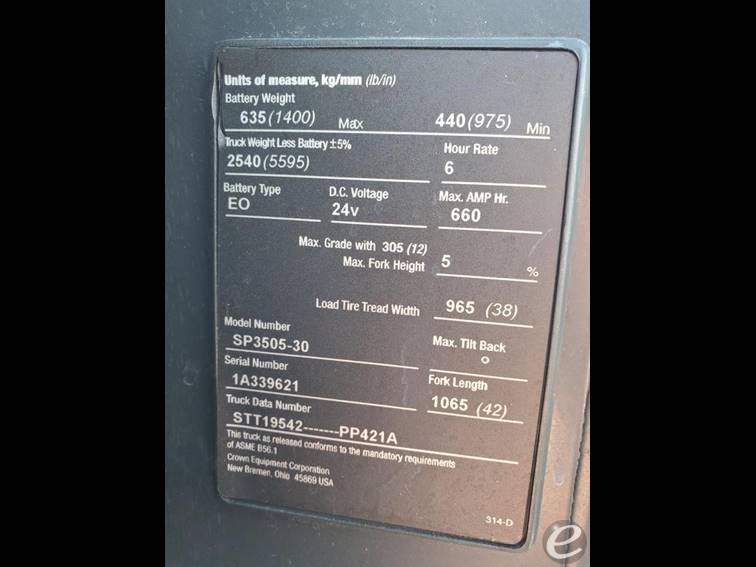 Units of measure, kg/mm (lb/in)
Battery Weight
635 (1400) Max 440 (975) Min
Truck Weight Less Battery ±5% Hour Rate
2540 (5595) 6
Battery Type D.C. Voltage Max. AMP Hr.
EO 24v 660
Max. Grade with 305 (12)
Max. Fork Height 5 %
Load Tire Tread Width 965 (38)
Model Number Max. Tilt Back
SP3505-30 °
Serial Number Fork Length
1A339621 1065 (42)
Truck Data Number
STT19542-------PP421A
This truck as released conforms to the mandatory requirements
of ASME B56.1
Crown Equipment Corporation
New Bremen, Ohio 45869 USA
314-D
e